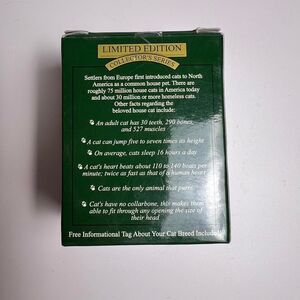 LIMITED EDITION
COLLECTOR'S SERIES
Settlers from Europe first introduced cats to North
America as a common house pet. There are
roughly 75 million house cats in America today
and about 30 million or more homeless cats.
Other facts regarding the
beloved house cat include:
An adult cat has 30 teeth, 290 bones,
and 527 muscles
A cat can jump five to seven times its height
On average, cats sleep 16 hours a day
A cat's heart beats about 110 to 140 beats per
minute; twice as fast as that of a human heart
Cats are the only animal that purrs
Cat's have no collarbone, this makes them
able to fit through any opening the size of
their head
Free Informational Tag About Your Cat Breed Included